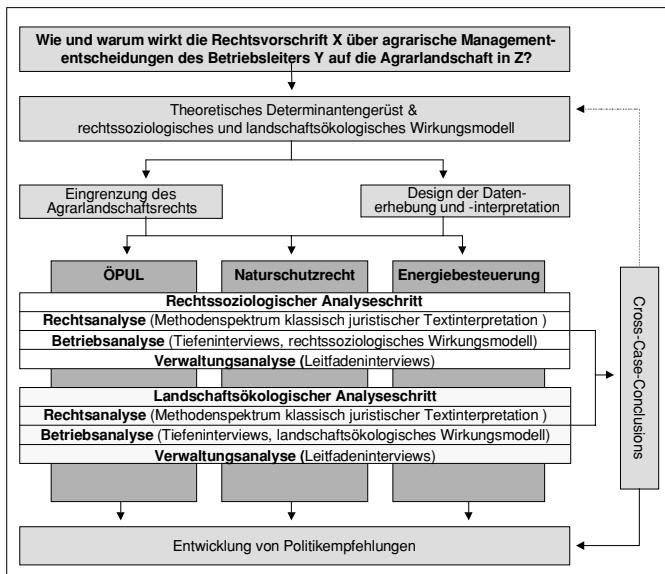 Wie und warum wirkt die Rechtsvorschrift X über agrarische Management-
entscheidungen des Betriebsleiters Y auf die Agrarlandschaft in Z?
Theoretisches Determinantengerüst &
rechtssoziologisches und landschaftsökologisches Wirkungsmodell
Eingrenzung des
Agrarlandschaftsrechts
Design der Daten-
erhebung und -interpretation
ÖPUL
Naturschutzrecht
Energiebesteuerung
Rechtssoziologischer Analyseschritt
Rechtsanalyse (Methodenspektrum klassisch juristischer Textinterpretation )
Betriebsanalyse (Tiefeninterviews, rechtssoziologisches Wirkungsmodell)
Verwaltungsanalyse (Leitfadeninterviews)
Landschaftsökologischer Analyseschritt
Rechtsanalyse (Methodenspektrum klassisch juristischer Textinterpretation )
Betriebsanalyse (Tiefeninterviews, landschaftsökologisches Wirkungsmodell)
Verwaltungsanalyse (Leitfadeninterviews)
Cross-Case-Conclusions
Entwicklung von Politikempfehlungen